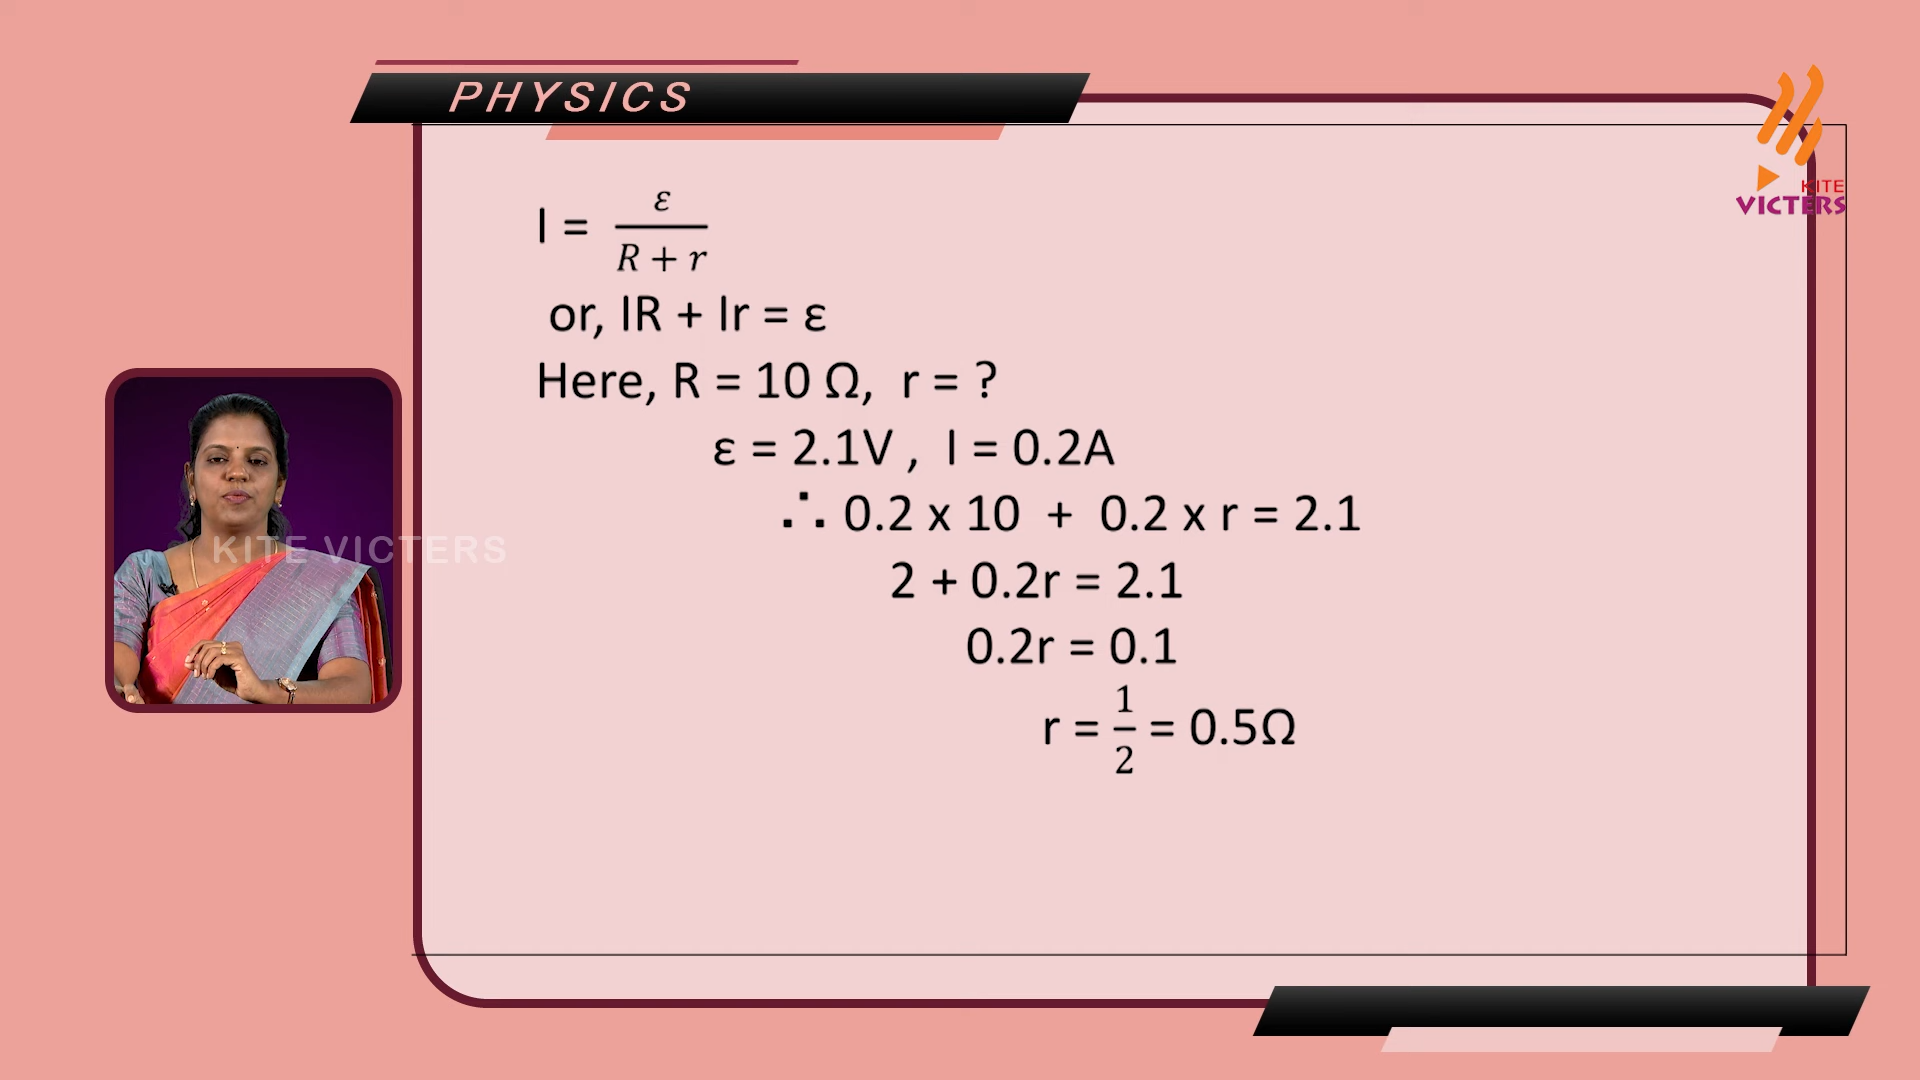 PHYSICS
KITE
VICTERS
I = ε / (R + r)
or, IR + Ir = ε
Here, R = 10 Ω, r = ?
ε = 2.1V , I = 0.2A
∴ 0.2 x 10 + 0.2 x r = 2.1
KITE VICTERS
2 + 0.2r = 2.1
0.2r = 0.1
r = 1/2 = 0.5Ω